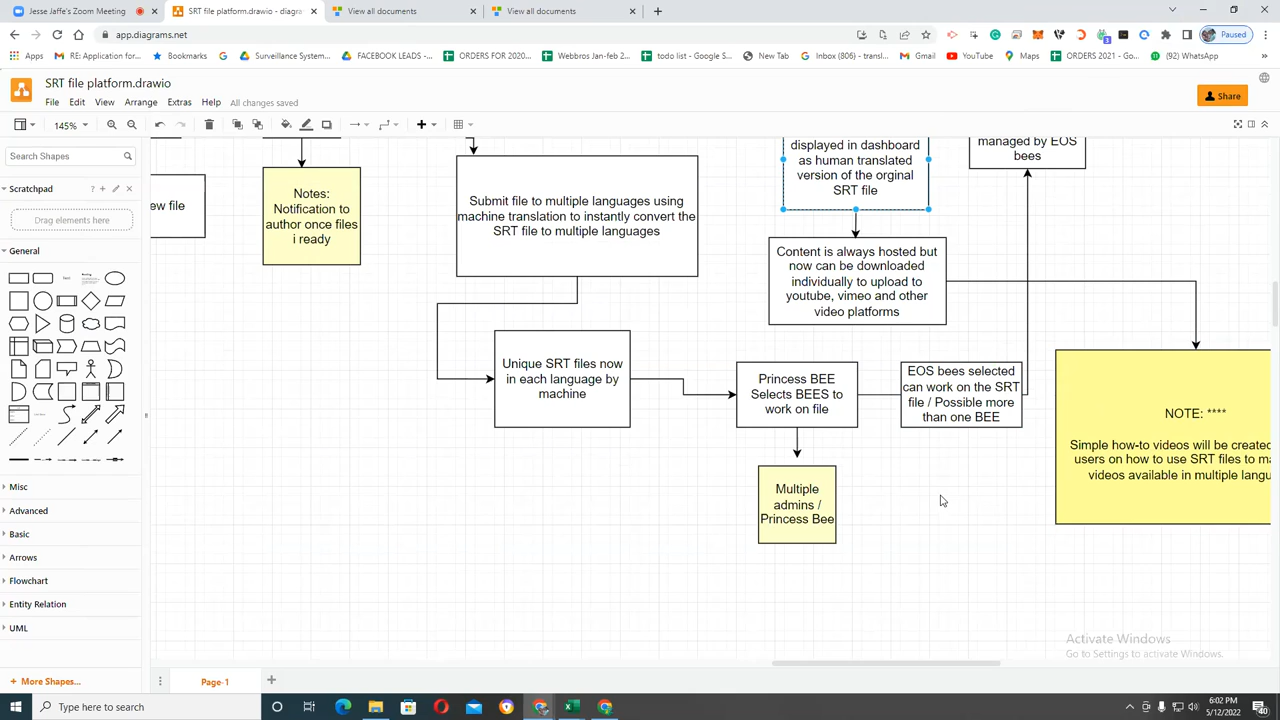 Jesse Jaffe's Zoom Meeting
SRT file platform.drawio - diagra
View all documents
View all documents
app.diagrams.net
Paused
Apps
RE: Application for...
Bookmarks
Surveillance System...
FACEBOOK LEADS -...
ORDERS FOR 2020...
Webbros Jan-feb 2...
todo list - Google S...
New Tab
Inbox (806) - transl...
Gmail
YouTube
Maps
ORDERS 2021 - Go...
(92) WhatsApp
SRT file platform.drawio
File
Edit
View
Arrange
Extras
Help
All changes saved
Share
145%
Search Shapes
Scratchpad
Drag elements here
General
Misc
Advanced
Basic
Arrows
Flowchart
Entity Relation
UML
+ More Shapes...
ew file
Notes:
Notification to
author once files
i ready
Submit file to multiple languages using
machine translation to instantly convert the
SRT file to multiple languages
displayed in dashboard
as human translated
version of the orginal
SRT file
managed by EOS
bees
Content is always hosted but
now can be downloaded
individually to upload to
youtube, vimeo and other
video platforms
Unique SRT files now
in each language by
machine
Princess BEE
Selects BEES to
work on file
EOS bees selected
can work on the SRT
file / Possible more
than one BEE
NOTE: ****
Simple how-to videos will be created
users on how to use SRT files to ma
videos available in multiple langu
Multiple
admins /
Princess Bee
Activate Windows
Go to Settings to activate Windows.
Page-1
Type here to search
6:02 PM
5/12/2022
40